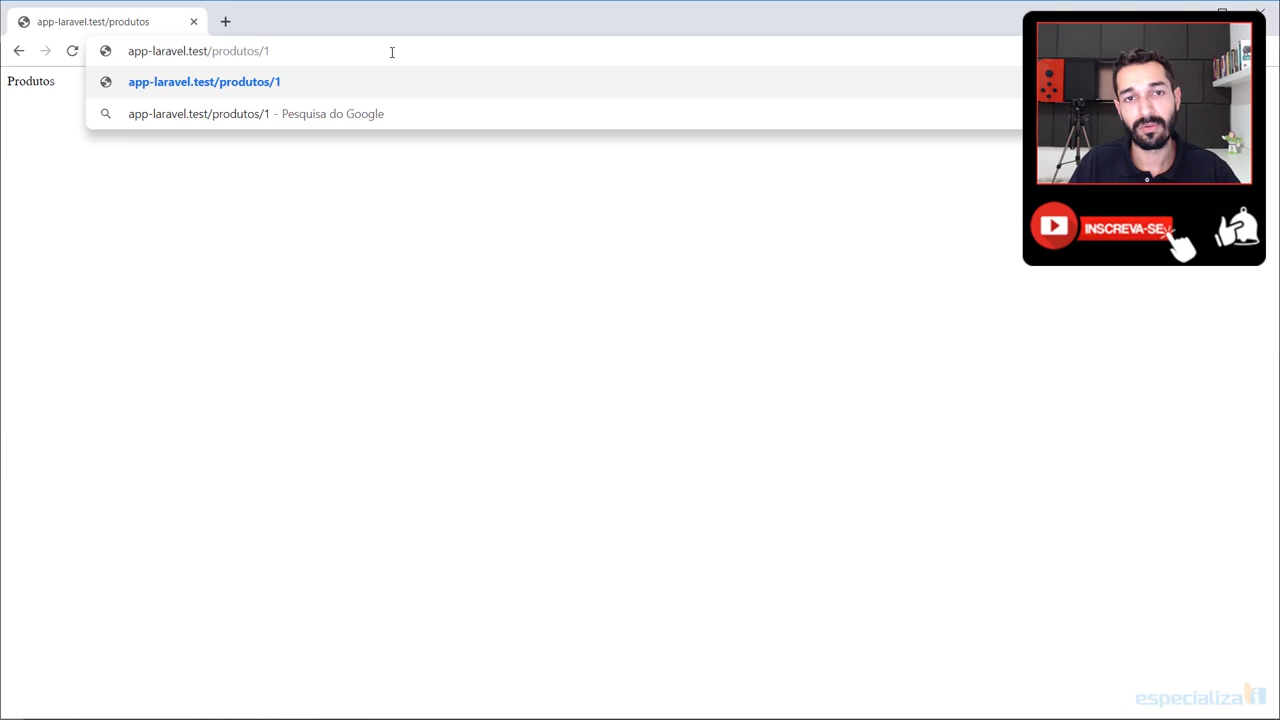 app-laravel.test/produtos
app-laravel.test/produtos/1
Produtos
app-laravel.test/produtos/1
app-laravel.test/produtos/1 - Pesquisa do Google
INSCREVA-SE
especializati